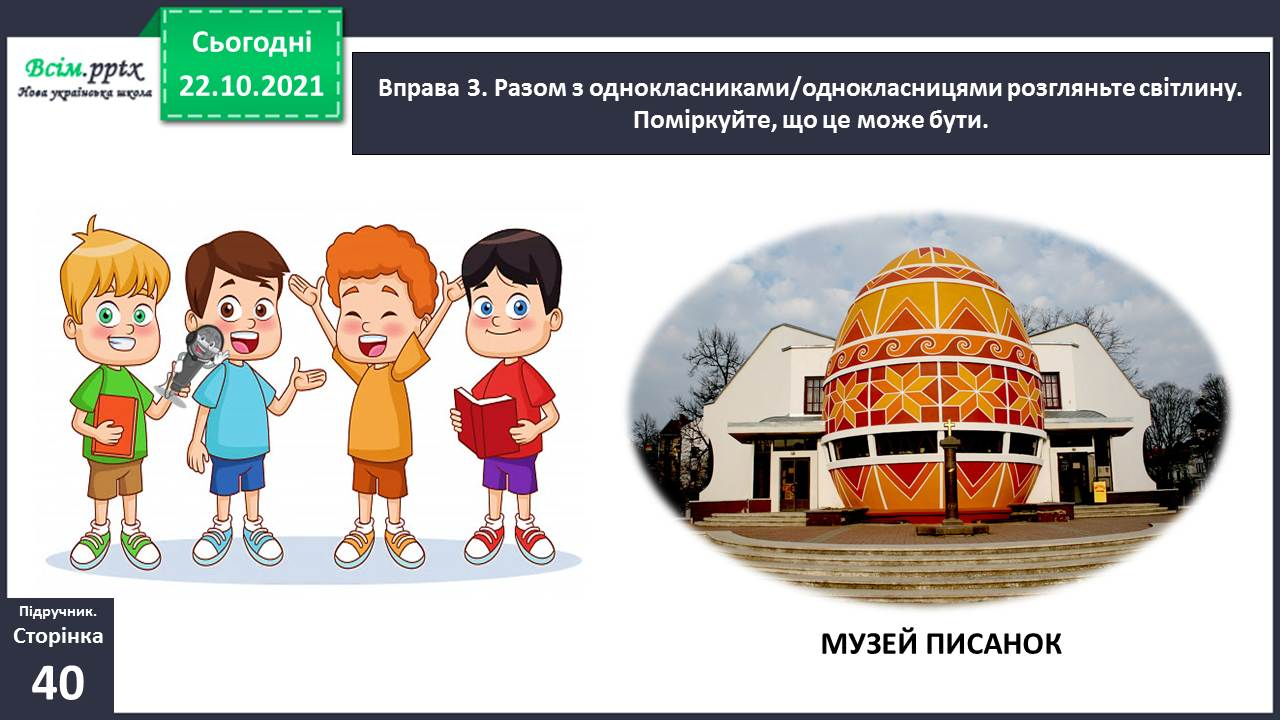 Всім.pptx
Нова українська школа
Сьогодні
22.10.2021
Вправа 3. Разом з однокласниками/однокласницями розгляньте світлину.
Поміркуйте, що це може бути.
МУЗЕЙ ПИСАНОК
Підручник.
Сторінка
40